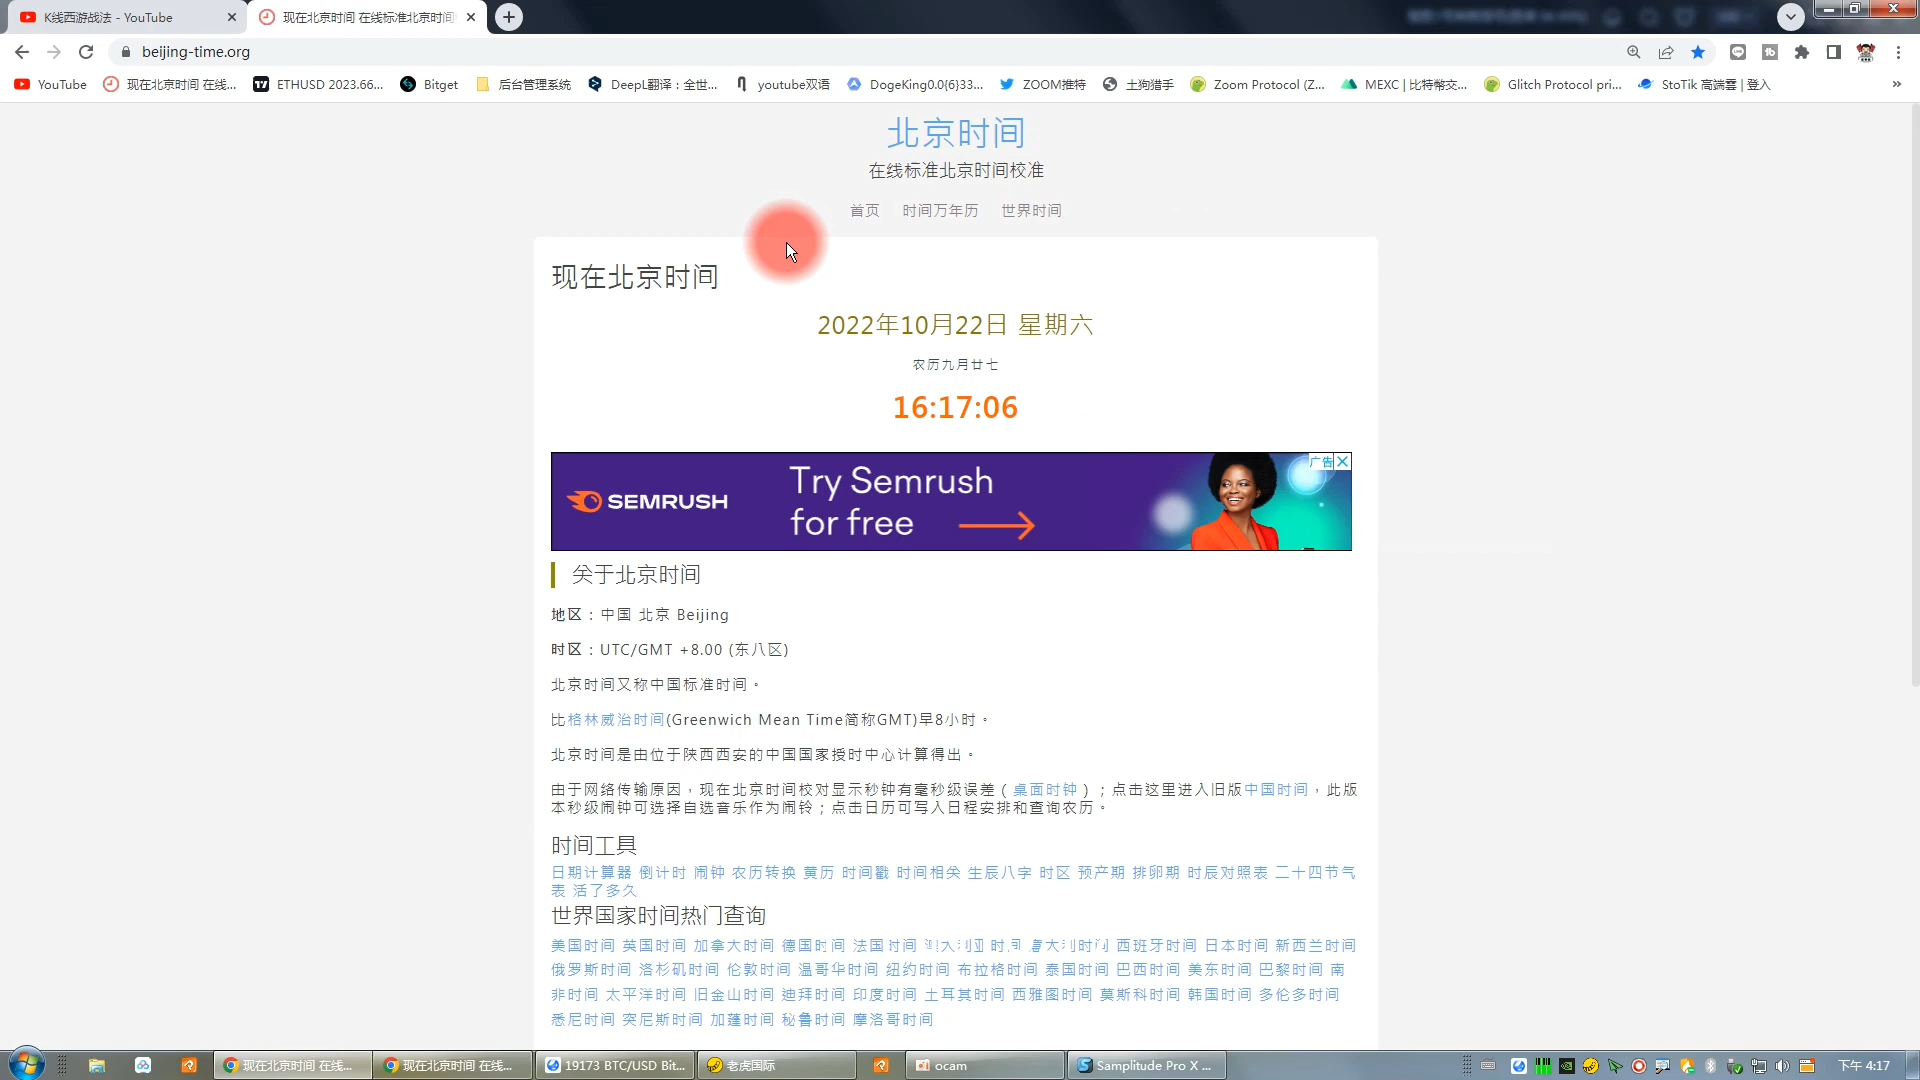 K线西游战法 - YouTube
现在北京时间 在线标准北京时间
beijing-time.org
YouTube
现在北京时间 在线...
ETHUSD 2023.66...
Bitget
后台管理系统
DeepL翻译：全世...
youtube双语
DogeKing0.0{6}33...
ZOOM推特
土狗猎手
Zoom Protocol (Z...
MEXC | 比特幣交...
Glitch Protocol pri...
StoTik 高端雲 | 登入
北京时间
在线标准北京时间校准
首页 时间万年历 世界时间
现在北京时间
2022年10月22日 星期六
农历九月廿七
16:17:06
SEMRUSH
Try Semrush
for free
广告
关于北京时间
地区：中国 北京 Beijing
时区：UTC/GMT +8.00 (东八区)
北京时间又称中国标准时间。
比格林威治时间(Greenwich Mean Time简称GMT)早8小时。
北京时间是由位于陕西西安的中国国家授时中心计算得出。
由于网络传输原因，现在北京时间校对显示秒钟有毫秒级误差（桌面时钟）；点击这里进入旧版中国时间，此版
本秒级闹钟可选择自选音乐作为闹铃；点击日历可写入日程安排和查询农历。
时间工具
日期计算器 倒计时 闹钟 农历转换 黄历 时间戳 时间相关 生辰八字 时区 预产期 排卵期 时辰对照表 二十四节气
表 活了多久
世界国家时间热门查询
美国时间 英国时间 加拿大时间 德国时间 法国时间 澳大利亚时间 意大利时间 西班牙时间 日本时间 新西兰时间
俄罗斯时间 洛杉矶时间 伦敦时间 温哥华时间 纽约时间 布拉格时间 泰国时间 巴西时间 美东时间 巴黎时间 南
非时间 太平洋时间 旧金山时间 迪拜时间 印度时间 土耳其时间 西雅图时间 莫斯科时间 韩国时间 多伦多时间
悉尼时间 突尼斯时间 加蓬时间 秘鲁时间 摩洛哥时间
现在北京时间 在线...
现在北京时间 在线...
19173 BTC/USD Bit...
老虎国际
ocam
Samplitude Pro X ...
下午 4:17